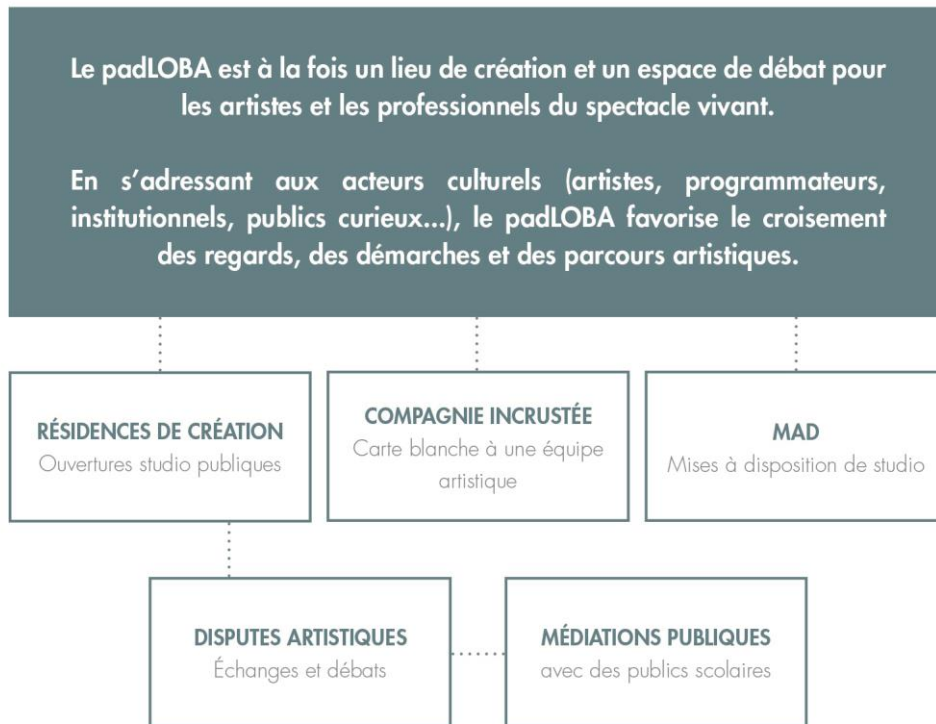 Le padLOBA est à la fois un lieu de création et un espace de débat pour
les artistes et les professionnels du spectacle vivant.
En s’adressant aux acteurs culturels (artistes, programmateurs,
institutionnels, publics curieux...), le padLOBA favorise le croisement
des regards, des démarches et des parcours artistiques.
RÉSIDENCES DE CRÉATION
Ouvertures studio publiques
COMPAGNIE INCRUSTÉE
Carte blanche à une équipe
artistique
MAD
Mises à disposition de studio
DISPUTES ARTISTIQUES
Échanges et débats
MÉDIATIONS PUBLIQUES
avec des publics scolaires